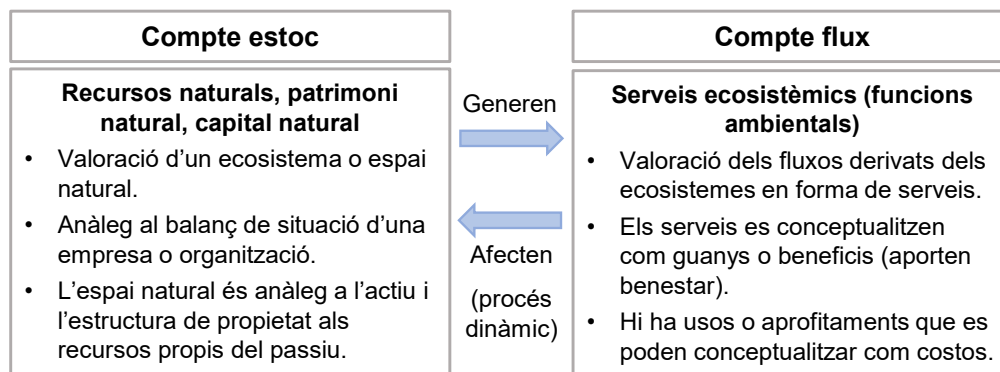 Compte estoc
Recursos naturals, patrimoni
natural, capital natural
• Valoració d’un ecosistema o espai
natural.
• Anàleg al balanç de situació d’una
empresa o organització.
• L’espai natural és anàleg a l’actiu i
l’estructura de propietat als
recursos propis del passiu.
Generen
Afecten
(procés
dinàmic)
Compte flux
Serveis ecosistèmics (funcions
ambientals)
• Valoració dels fluxos derivats dels
ecosistemes en forma de serveis.
• Els serveis es conceptualitzen
com guanys o beneficis (aporten
benestar).
• Hi ha usos o aprofitaments que es
poden conceptualitzar com costos.